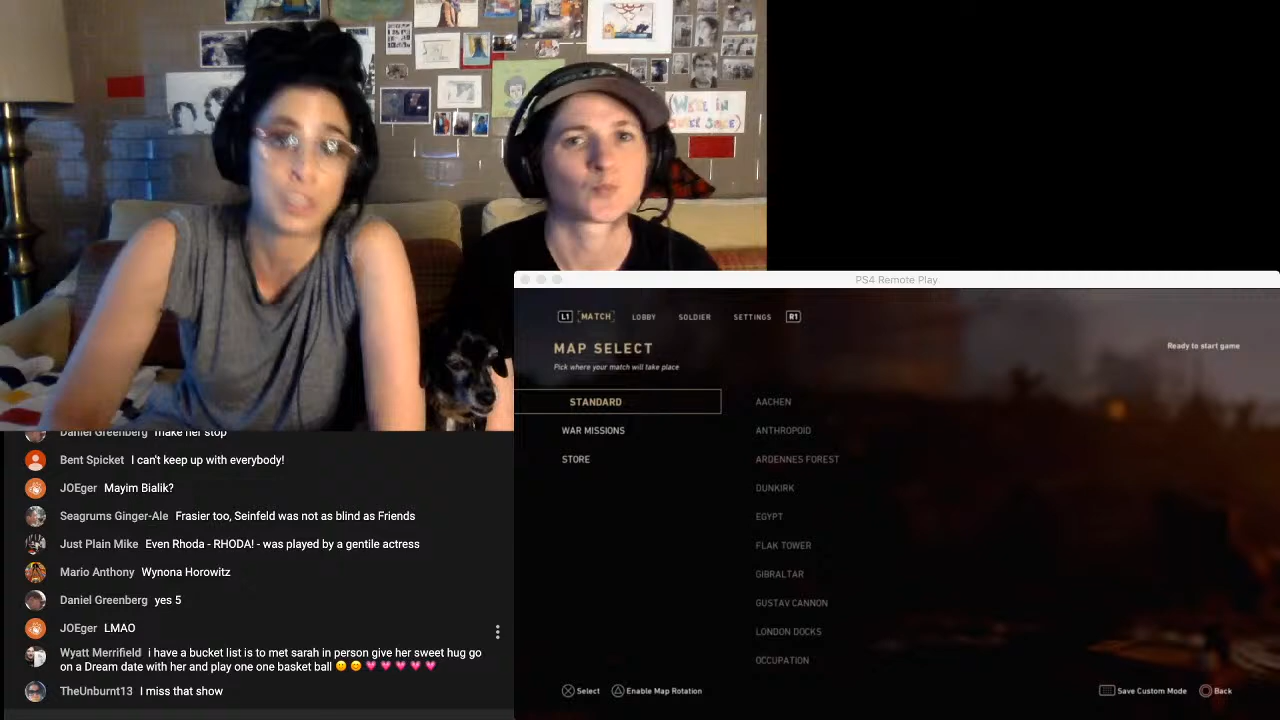 (WE'RE IN
OUTER SPACE)
PS4 Remote Play
L1 [MATCH] LOBBY SOLDIER SETTINGS R1
MAP SELECT
Pick where your match will take place
Ready to start game
STANDARD
WAR MISSIONS
STORE
AACHEN
ANTHROPOID
ARDENNES FOREST
DUNKIRK
EGYPT
FLAK TOWER
GIBRALTAR
GUSTAV CANNON
LONDON DOCKS
OCCUPATION
Select Enable Map Rotation Save Custom Mode Back
Daniel Greenberg make her stop
Bent Spicket I can't keep up with everybody!
JOEger Mayim Bialik?
Seagrums Ginger-Ale Frasier too, Seinfeld was not as blind as Friends
Just Plain Mike Even Rhoda - RHODA! - was played by a gentile actress
Mario Anthony Wynona Horowitz
Daniel Greenberg yes 5
JOEger LMAO
Wyatt Merrifield i have a bucket list is to met sarah in person give her sweet hug go
on a Dream date with her and play one one basket ball 😊😊💗💗💗💗💗
TheUnburnt13 I miss that show